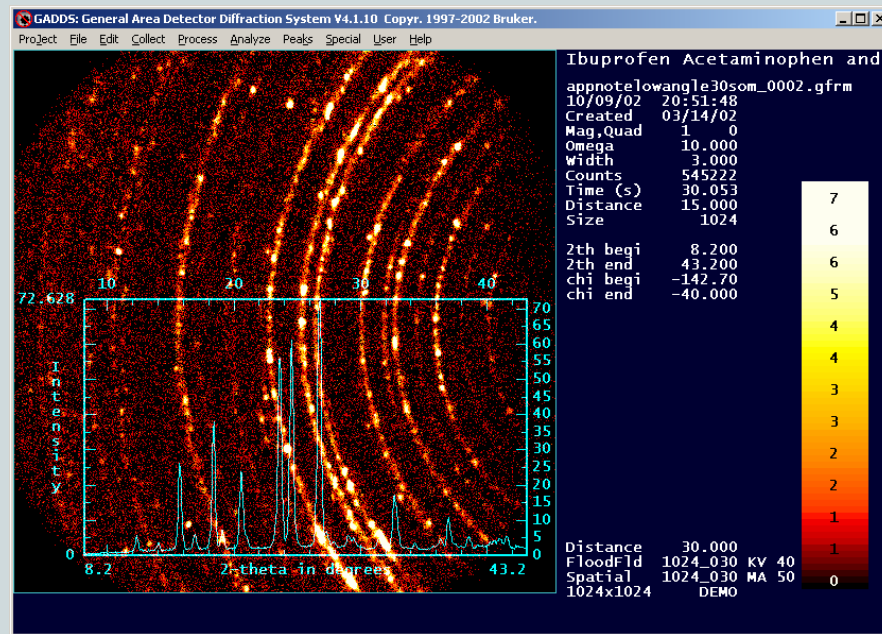 GADDS: General Area Detector Diffraction System V4.1.10 Copyr. 1997-2002 Bruker.
Project File Edit Collect Process Analyze Peaks Special User Help
Ibuprofen Acetaminophen and
appnotelowangle30som_0002.gfrm
10/09/02 20:51:48
Created 03/14/02
Mag,Quad 1 0
Omega 10.000
Width 3.000
Counts 545222
Time (s) 30.053
Distance 15.000
Size 1024
2th begi 8.200
2th end 43.200
chi begi -142.70
chi end -40.000
7
6
6
5
4
4
3
3
2
2
1
1
0
10 20 30 40
72.628
70
65
60
55
50
45
40
35
30
25
20
15
10
5
0
Intensity
0
8.2 2-theta in degrees 43.2
Distance 30.000
FloodFld 1024_030 KV 40
Spatial 1024_030 MA 50
1024x1024 DEMO